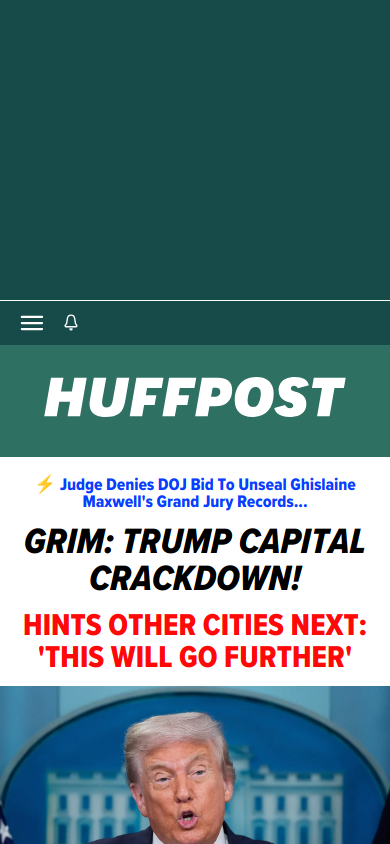 HUFFPOST
⚡ Judge Denies DOJ Bid To Unseal Ghislaine
Maxwell's Grand Jury Records...
GRIM: TRUMP CAPITAL
CRACKDOWN!
HINTS OTHER CITIES NEXT:
'THIS WILL GO FURTHER'